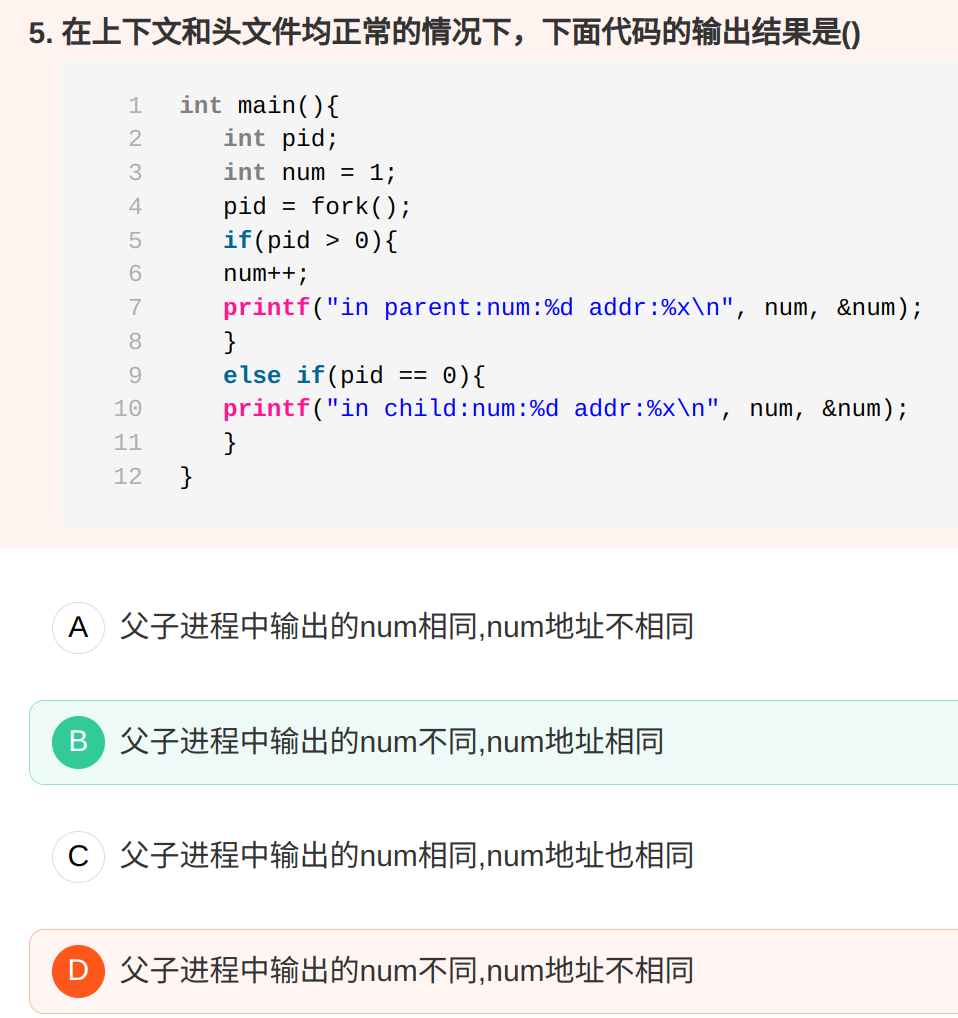 5. 在上下文和头文件均正常的情况下，下面代码的输出结果是()
1 int main(){
2 int pid;
3 int num = 1;
4 pid = fork();
5 if(pid > 0){
6 num++;
7 printf("in parent:num:%d addr:%x\n", num, &num);
8 }
9 else if(pid == 0){
10 printf("in child:num:%d addr:%x\n", num, &num);
11 }
12 }
A 父子进程中输出的num相同,num地址不相同
B 父子进程中输出的num不同,num地址相同
C 父子进程中输出的num相同,num地址也相同
D 父子进程中输出的num不同,num地址不相同